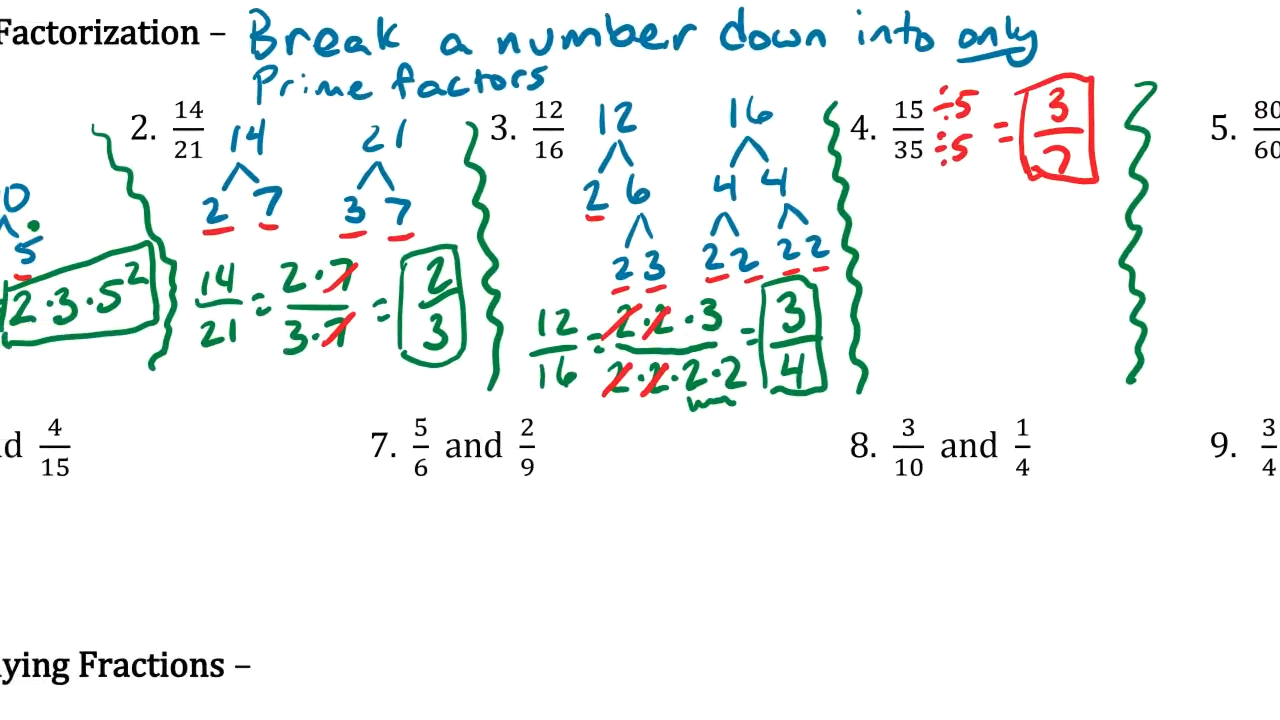 Factorization – Break a number down into only
Prime factors
2. 14/21 14 21 3. 12/16 12 16 4. 15/35 ÷5 ÷5 = 3/7 5. 80/60
2 7 3 7 2 6 4 4
0
5 2 3 2 2 2 2
2·3·5² 14/21 = 2·7/3·7 = 2/3 12/16 = 2·2·3/2·2·2·2 = 3/4
d 4/15 7. 5/6 and 2/9 8. 3/10 and 1/4 9. 3/4
ying Fractions –